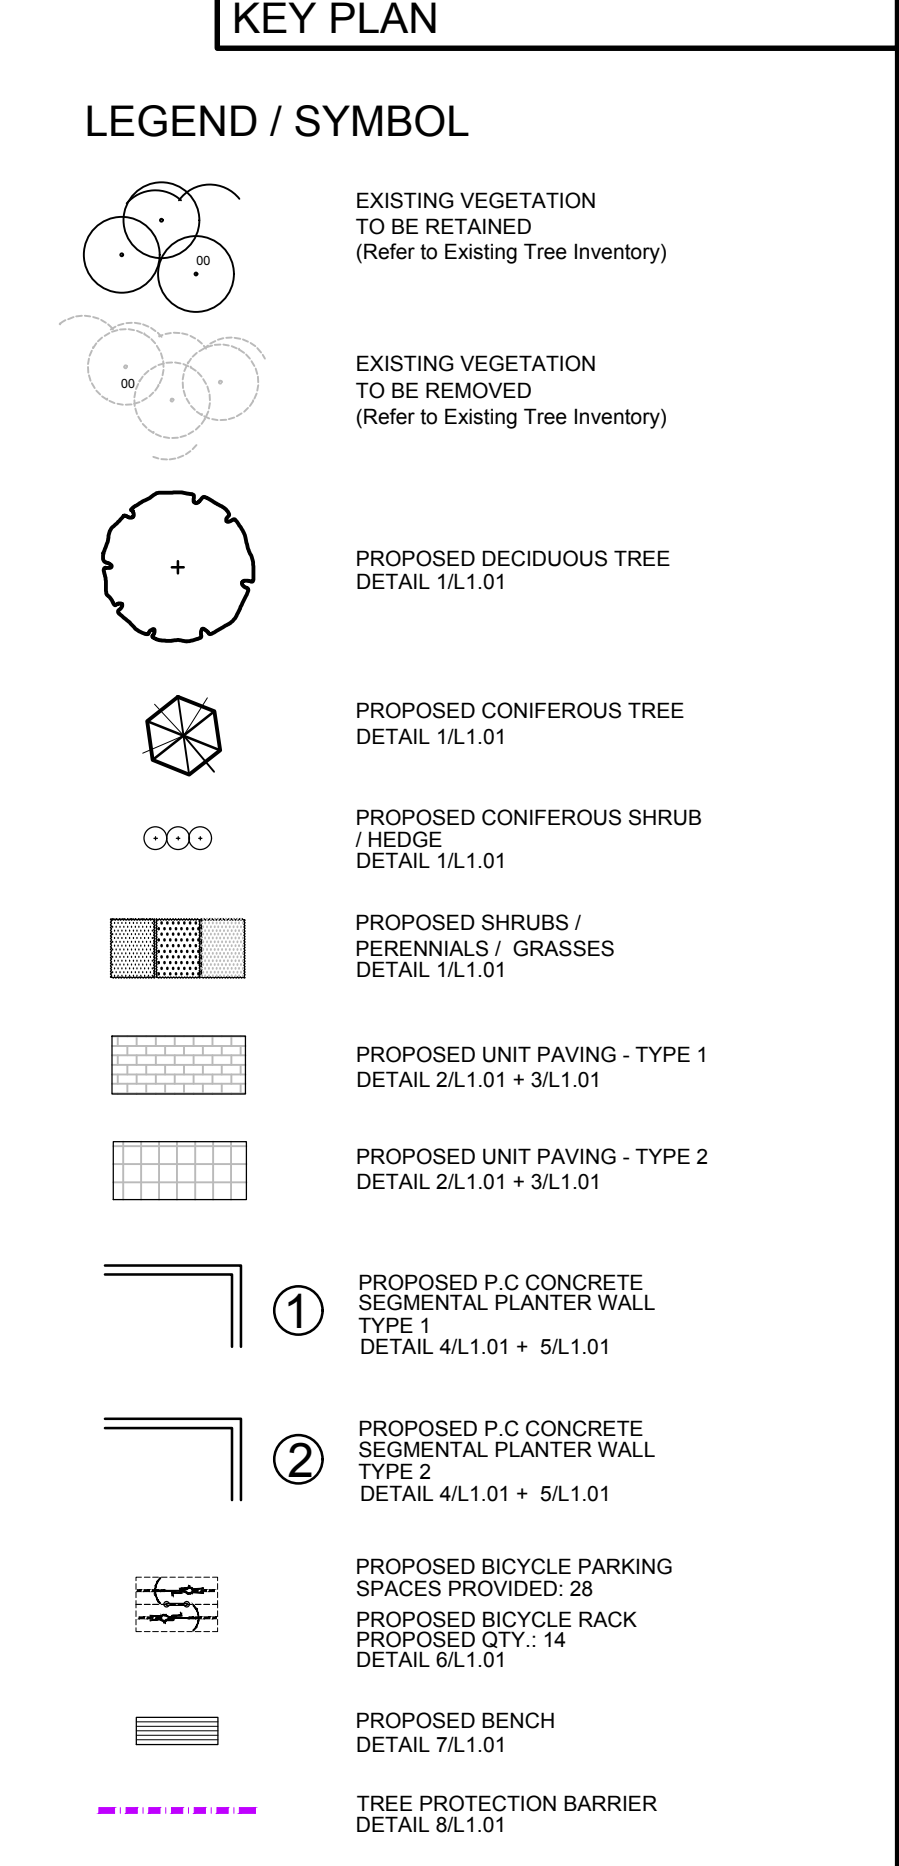 KEY PLAN
LEGEND / SYMBOL
00
EXISTING VEGETATION
TO BE RETAINED
(Refer to Existing Tree Inventory)
00
EXISTING VEGETATION
TO BE REMOVED
(Refer to Existing Tree Inventory)
PROPOSED DECIDUOUS TREE
DETAIL 1/L1.01
PROPOSED CONIFEROUS TREE
DETAIL 1/L1.01
PROPOSED CONIFEROUS SHRUB
/ HEDGE
DETAIL 1/L1.01
PROPOSED SHRUBS /
PERENNIALS / GRASSES
DETAIL 1/L1.01
PROPOSED UNIT PAVING - TYPE 1
DETAIL 2/L1.01 + 3/L1.01
PROPOSED UNIT PAVING - TYPE 2
DETAIL 2/L1.01 + 3/L1.01
1
PROPOSED P.C CONCRETE
SEGMENTAL PLANTER WALL
TYPE 1
DETAIL 4/L1.01 + 5/L1.01
2
PROPOSED P.C CONCRETE
SEGMENTAL PLANTER WALL
TYPE 2
DETAIL 4/L1.01 + 5/L1.01
PROPOSED BICYCLE PARKING
SPACES PROVIDED: 28
PROPOSED BICYCLE RACK
PROPOSED QTY.: 14
DETAIL 6/L1.01
PROPOSED BENCH
DETAIL 7/L1.01
TREE PROTECTION BARRIER
DETAIL 8/L1.01